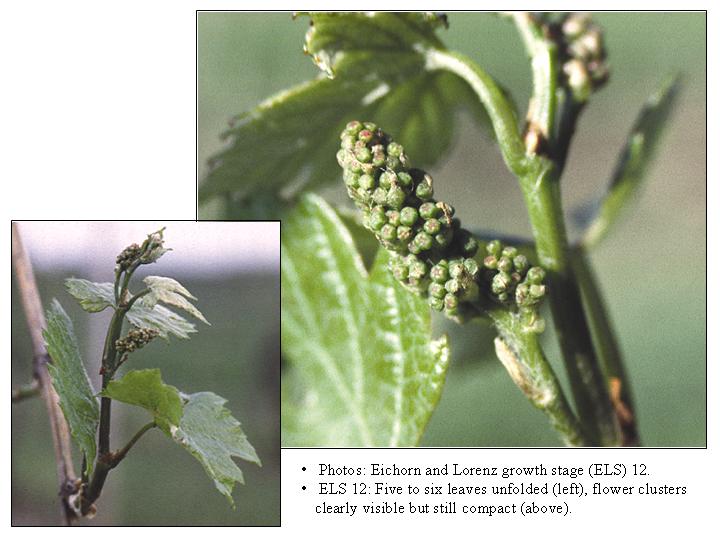 • Photos: Eichorn and Lorenz growth stage (ELS) 12.
• ELS 12: Five to six leaves unfolded (left), flower clusters
clearly visible but still compact (above).